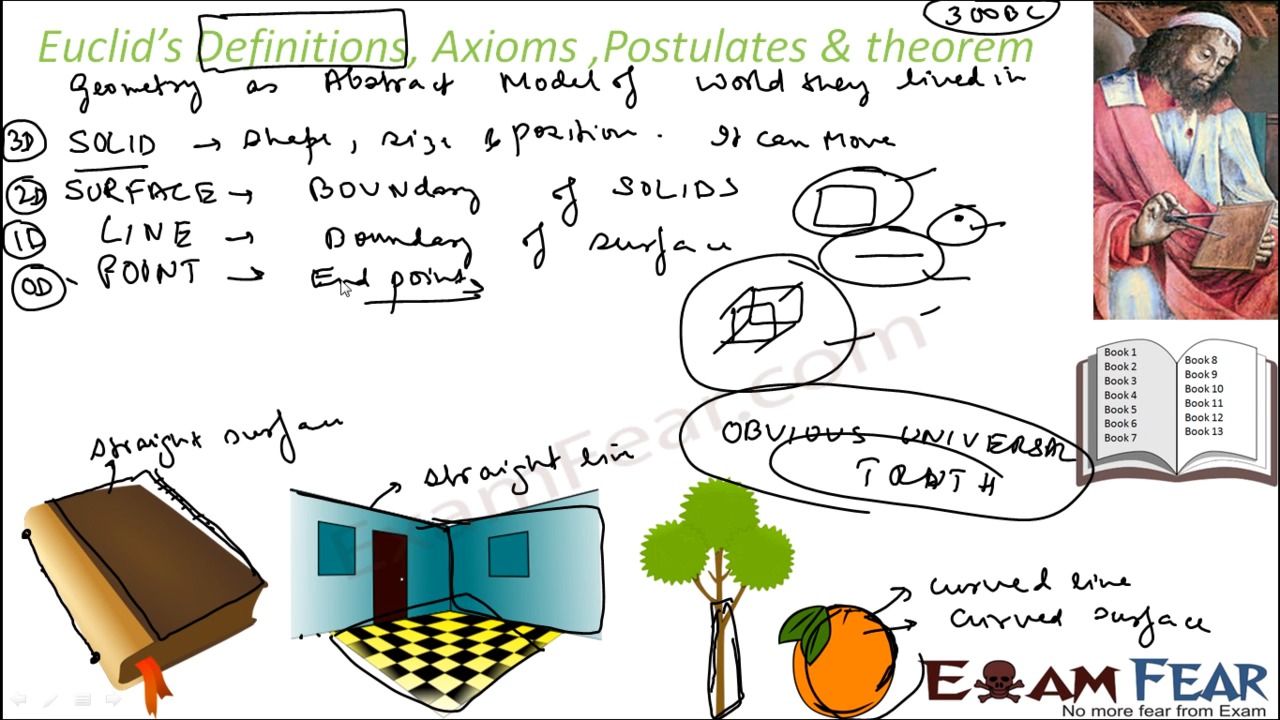 300BC
Euclid's Definitions, Axioms ,Postulates & theorem
Geometry as Abstract Model of world they lived in
3D SOLID → shape, size & position. It can Move
2D SURFACE → BOUNDary of SOLIDS
1D LINE → Boundary of surface
0D POINT → End points
Book 1
Book 2
Book 3
Book 4
Book 5
Book 6
Book 7
Book 8
Book 9
Book 10
Book 11
Book 12
Book 13
OBVIOUS UNIVERSAL
TRUTH
straight surface
straight line
curved line
curved surface
ExamFear.com
EXAM FEAR
No more fear from Exam